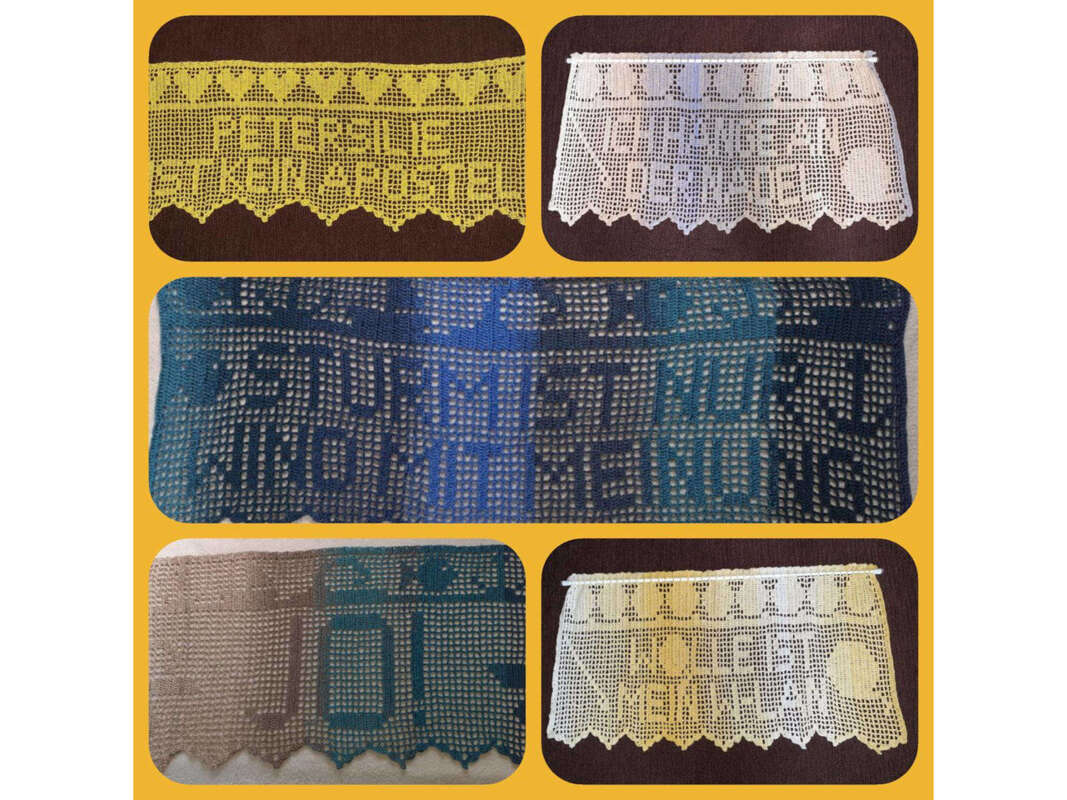 PETERSILIE
IST KEIN APOSTEL
ICH HÄNGE AN
DER NADEL
STURM IST NUR
WIND MIT MEINUNG
JO!
WOLLE IST
MEIN WLAN